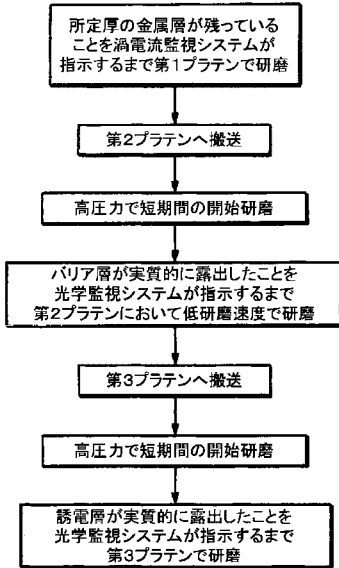 所定厚の金属層が残っている
ことを渦電流監視システムが
指示するまで第1プラテンで研磨
第2プラテンへ搬送
高圧力で短期間の開始研磨
バリア層が実質的に露出したことを
光学監視システムが指示するまで
第2プラテンにおいて低研磨速度で研磨
第3プラテンへ搬送
高圧力で短期間の開始研磨
誘電層が実質的に露出したことを
光学監視システムが指示するまで
第3プラテンで研磨